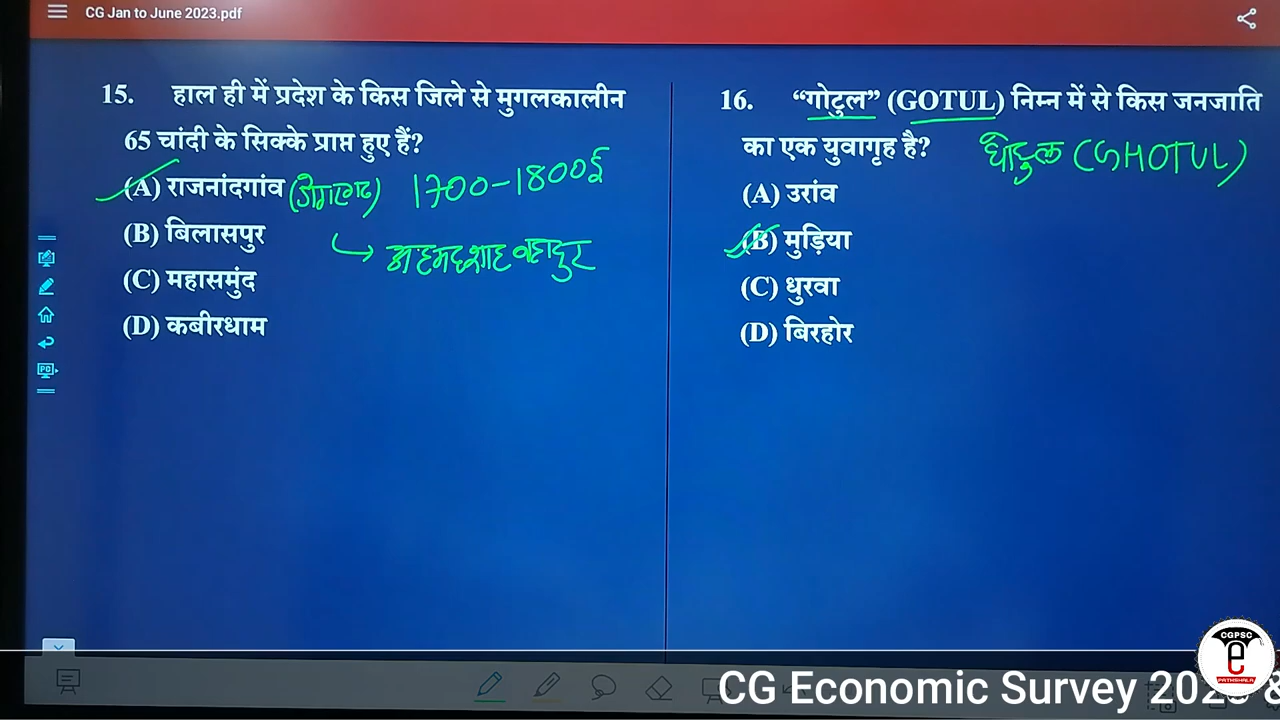 CG Jan to June 2023.pdf
15. हाल ही में प्रदेश के किस जिले से मुगलकालीन
65 चांदी के सिक्के प्राप्त हुए हैं?
(A) राजनांदगांव 1700-1800ई
(B) बिलासपुर
अहमदशाह बहादुर
(C) महासमुंद
(D) कबीरधाम
16. “गोटुल” (GOTUL) निम्न में से किस जनजाति
का एक युवागृह है? घोटुल (GHOTUL)
(A) उरांव
(B) मुड़िया
(C) धुरवा
(D) बिरहोर
CG Economic Survey
CGPSC
e
PATHSHALA